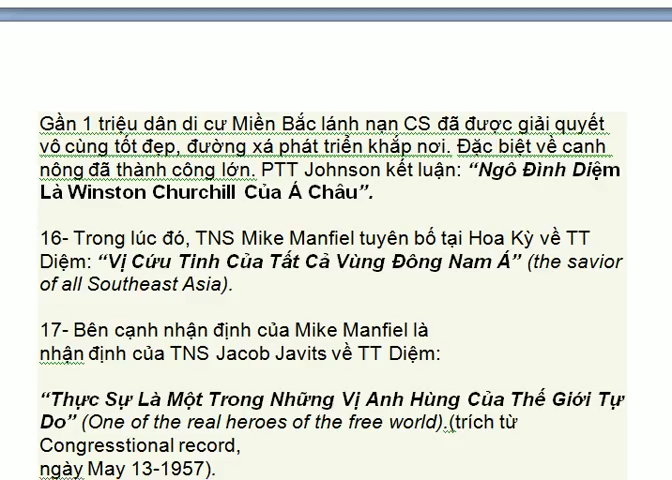 Gần 1 triệu dân di cư Miền Bắc lánh nạn CS đã được giải quyết
vô cùng tốt đẹp, đường xá phát triển khắp nơi. Đặc biệt về canh
nông đã thành công lớn. PTT Johnson kết luận: “Ngô Đình Diệm
Là Winston Churchill Của Á Châu”.
16- Trong lúc đó, TNS Mike Manfiel tuyên bố tại Hoa Kỳ về TT
Diệm: “Vị Cứu Tinh Của Tất Cả Vùng Đông Nam Á” (the savior
of all Southeast Asia).
17- Bên cạnh nhận định của Mike Manfiel là
nhận định của TNS Jacob Javits về TT Diệm:
“Thực Sự Là Một Trong Những Vị Anh Hùng Của Thế Giới Tự
Do” (One of the real heroes of the free world).(trích từ
Congresstional record,
ngày May 13-1957).